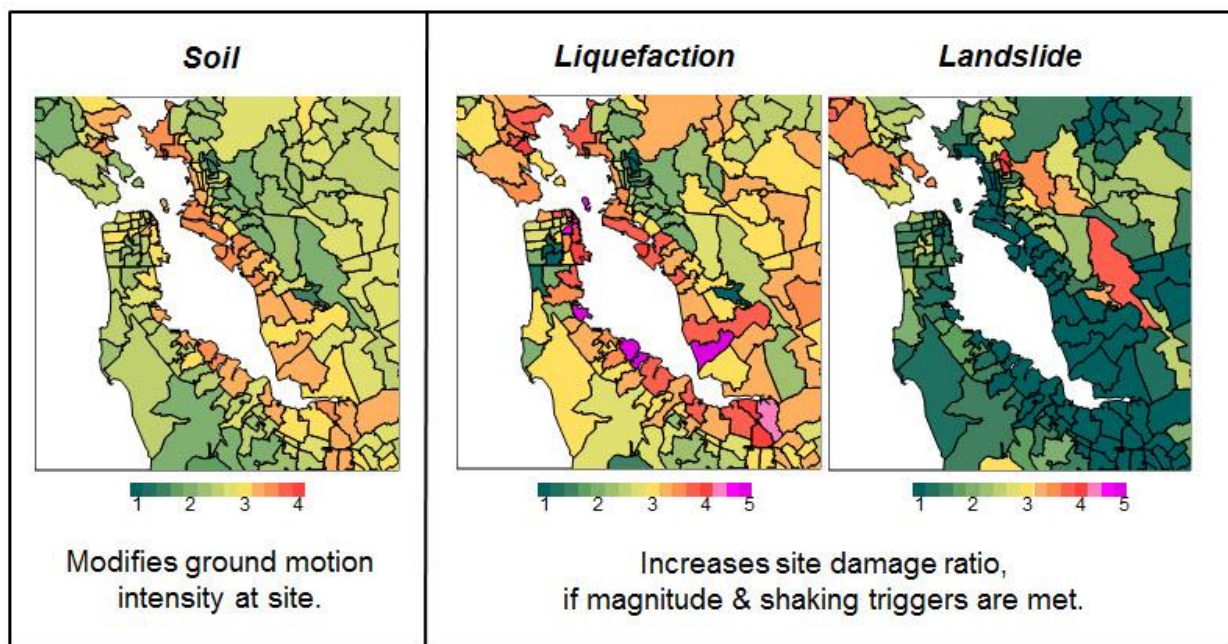 Soil
Liquefaction
Landslide
1 2 3 4
1 2 3 4 5
1 2 3 4 5
Modifies ground motion
intensity at site.
Increases site damage ratio,
if magnitude & shaking triggers are met.